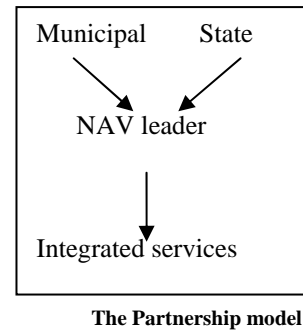 Municipal State
NAV leader
Integrated services
The Partnership model